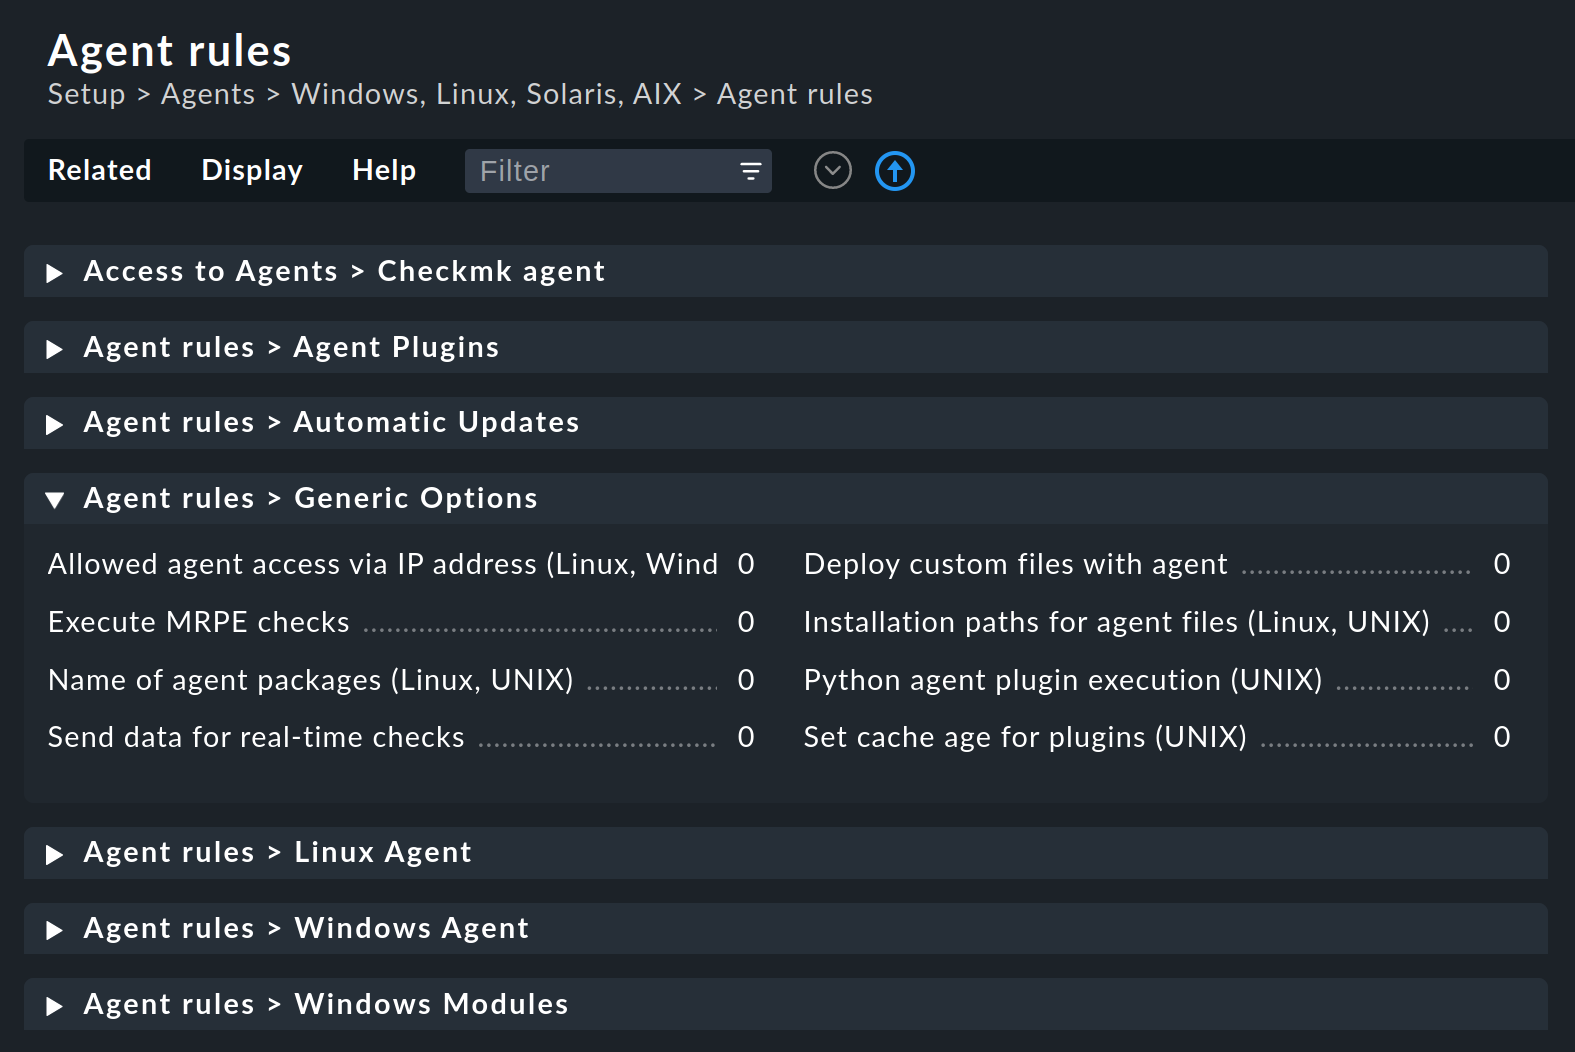 Agent rules
Setup > Agents > Windows, Linux, Solaris, AIX > Agent rules
Related Display Help Filter
Access to Agents > Checkmk agent
Agent rules > Agent Plugins
Agent rules > Automatic Updates
Agent rules > Generic Options
Allowed agent access via IP address (Linux, Wind 0 Deploy custom files with agent 0
Execute MRPE checks 0 Installation paths for agent files (Linux, UNIX) 0
Name of agent packages (Linux, UNIX) 0 Python agent plugin execution (UNIX) 0
Send data for real-time checks 0 Set cache age for plugins (UNIX) 0
Agent rules > Linux Agent
Agent rules > Windows Agent
Agent rules > Windows Modules